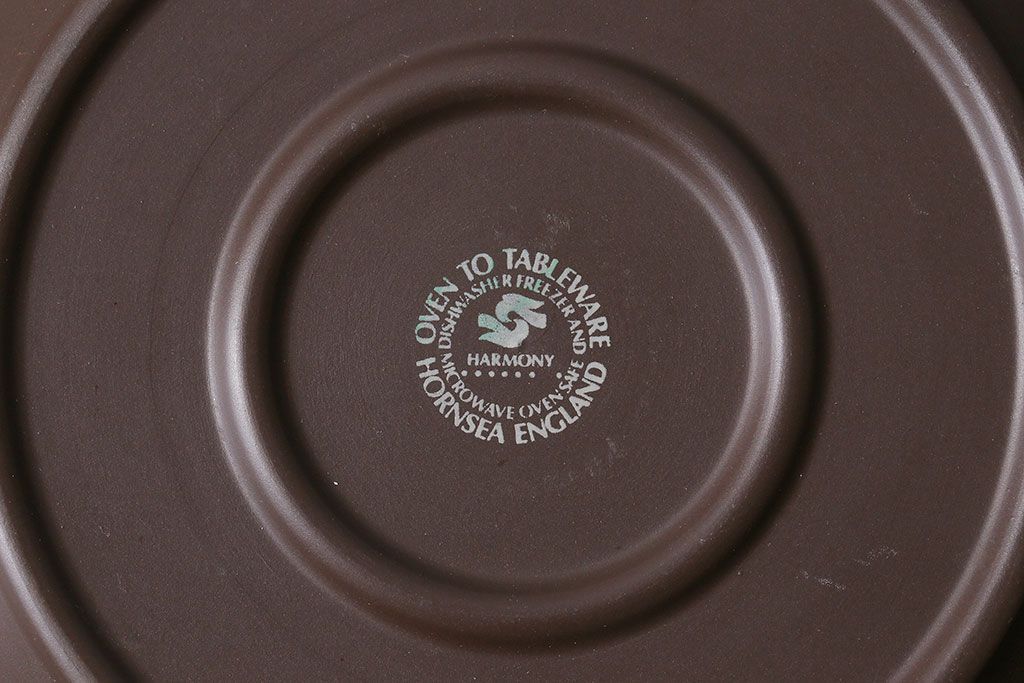 OVEN TO TABLEWARE
DISHWASHER FREEZER AND
HARMONY
MICROWAVE OVEN SAFE
HORNSEA ENGLAND